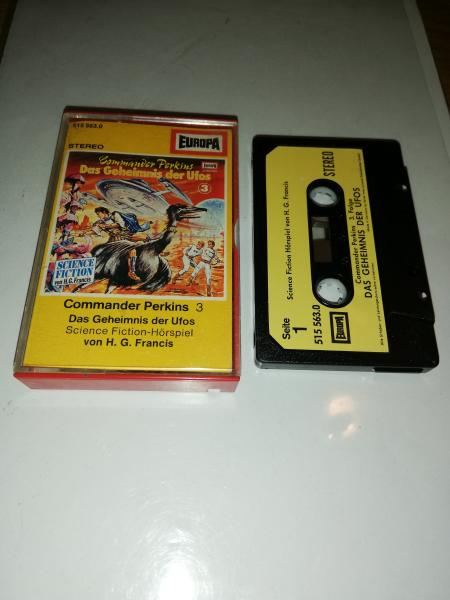 515 563.0
EUROPA
STEREO
Commander Perkins
Das Geheimnis der Ufos
3
SCIENCE
FICTION
von H.G. Francis
Commander Perkins 3
Das Geheimnis der Ufos
Science Fiction-Hörspiel
von H. G. Francis
Science Fiction Hörspiel von H. G. Francis
STEREO
Seite
1
515 563.0
EUROPA
Commander Perkins 3. Folge
DAS GEHEIMNIS DER UFOS